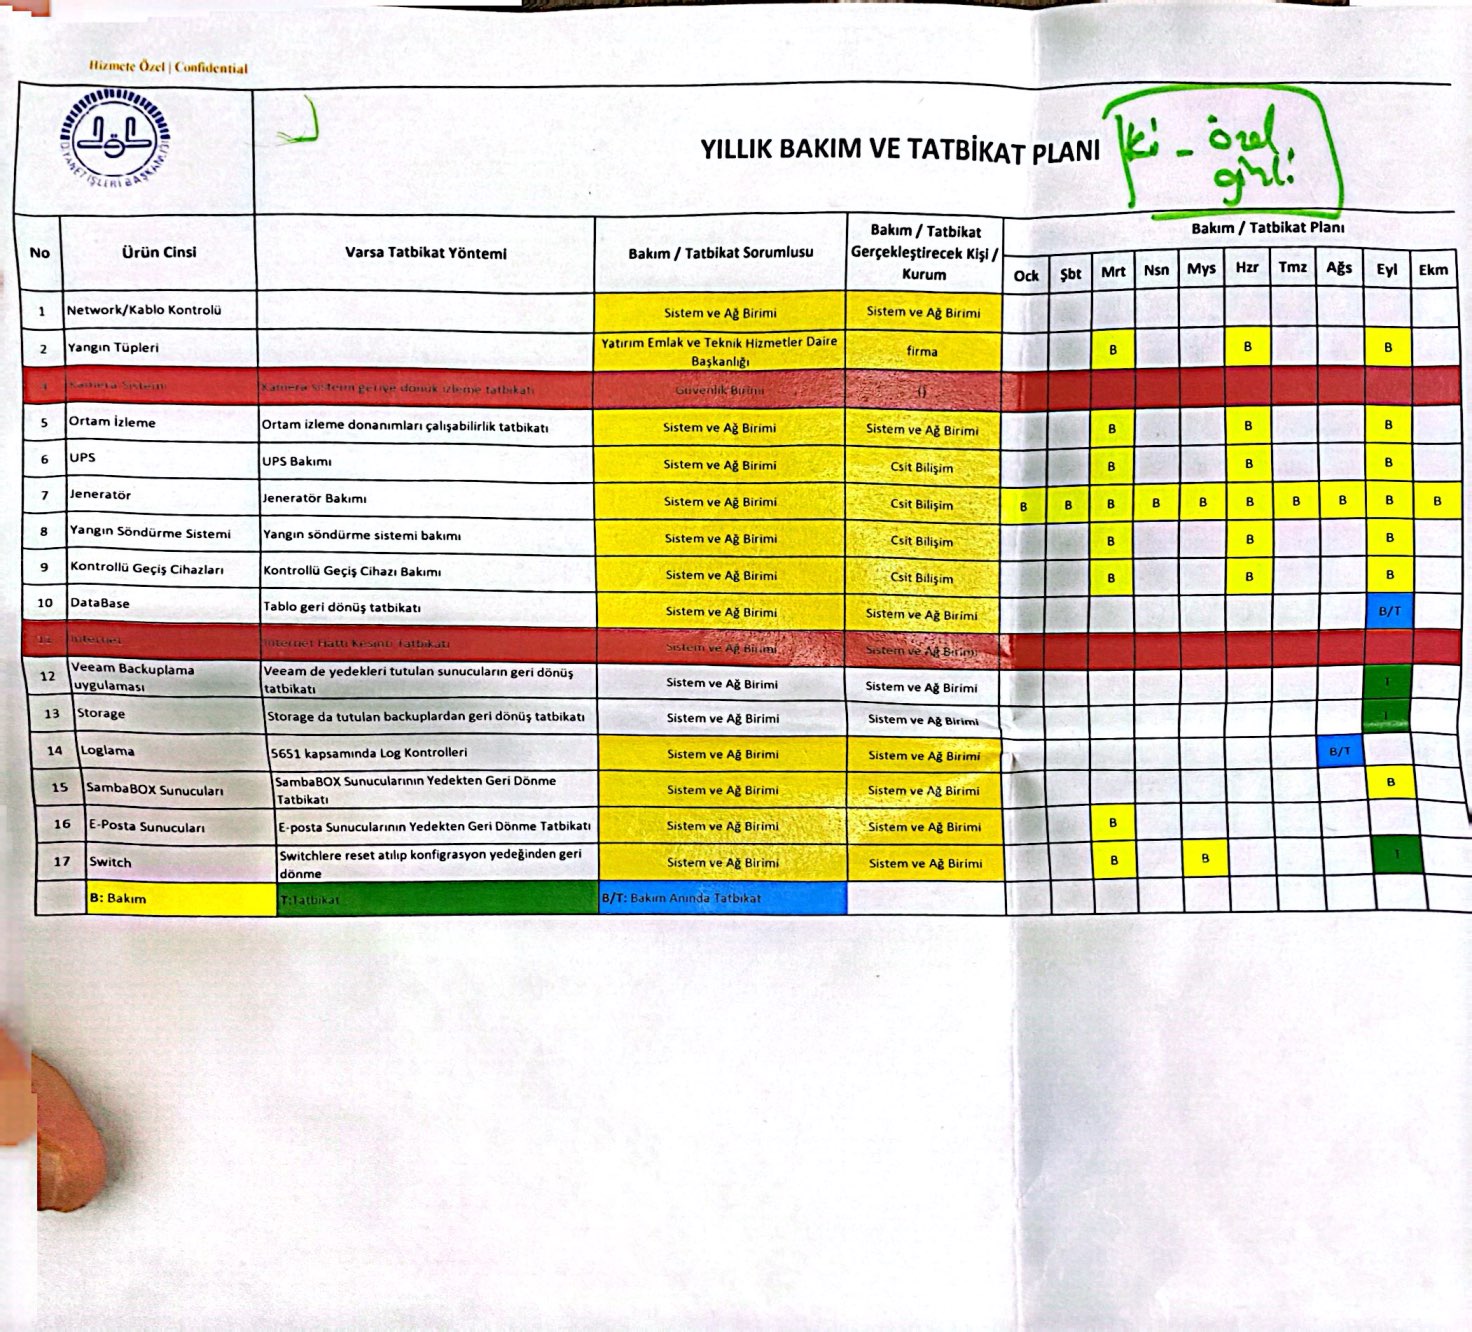 Hizmete Özel | Confidential
DİYANET İŞLERİ BAŞKANLIĞI
YILLIK BAKIM VE TATBİKAT PLANI
ki - özel
gizli
No Ürün Cinsi Varsa Tatbikat Yöntemi Bakım / Tatbikat Sorumlusu Bakım / Tatbikat Gerçekleştirecek Kişi / Kurum Bakım / Tatbikat Planı
Ock Şbt Mrt Nsn Mys Hzr Tmz Ağs Eyl Ekm
1 Network/Kablo Kontrolü Sistem ve Ağ Birimi Sistem ve Ağ Birimi
2 Yangın Tüpleri Yatırım Emlak ve Teknik Hizmetler Daire Başkanlığı firma B B B
4 Kamera Sistemi Kamera sistem geriye dönük izleme tatbikatı Güvenlik Birimi ()
5 Ortam İzleme Ortam izleme donanımları çalışabilirlik tatbikatı Sistem ve Ağ Birimi Sistem ve Ağ Birimi B B B
6 UPS UPS Bakımı Sistem ve Ağ Birimi Csit Bilişim B B B
7 Jeneratör Jeneratör Bakımı Sistem ve Ağ Birimi Csit Bilişim B B B B B B B B B B
8 Yangın Söndürme Sistemi Yangın söndürme sistemi bakımı Sistem ve Ağ Birimi Csit Bilişim B B B
9 Kontrollü Geçiş Cihazları Kontrollü Geçiş Cihazı Bakımı Sistem ve Ağ Birimi Csit Bilişim B B B
10 DataBase Tablo geri dönüş tatbikatı Sistem ve Ağ Birimi Sistem ve Ağ Birimi B/T
11 İnternet İnternet Hattı Kesinti Tatbikatı Sistem ve Ağ Birimi Sistem ve Ağ Birimi
12 Veeam Backuplama uygulaması Veeam de yedekleri tutulan sunucuların geri dönüş tatbikatı Sistem ve Ağ Birimi Sistem ve Ağ Birimi T
13 Storage Storage da tutulan backuplardan geri dönüş tatbikatı Sistem ve Ağ Birimi Sistem ve Ağ Birimi T
14 Loglama 5651 kapsamında Log Kontrolleri Sistem ve Ağ Birimi Sistem ve Ağ Birimi B/T
15 SambaBOX Sunucuları SambaBOX Sunucularının Yedekten Geri Dönme Tatbikatı Sistem ve Ağ Birimi Sistem ve Ağ Birimi B
16 E-Posta Sunucuları E-posta Sunucularının Yedekten Geri Dönme Tatbikatı Sistem ve Ağ Birimi Sistem ve Ağ Birimi B
17 Switch Switchlere reset atılıp konfigrasyon yedeğinden geri dönme Sistem ve Ağ Birimi Sistem ve Ağ Birimi B B T
B: Bakım T:Tatbikat B/T: Bakım Anında Tatbikat